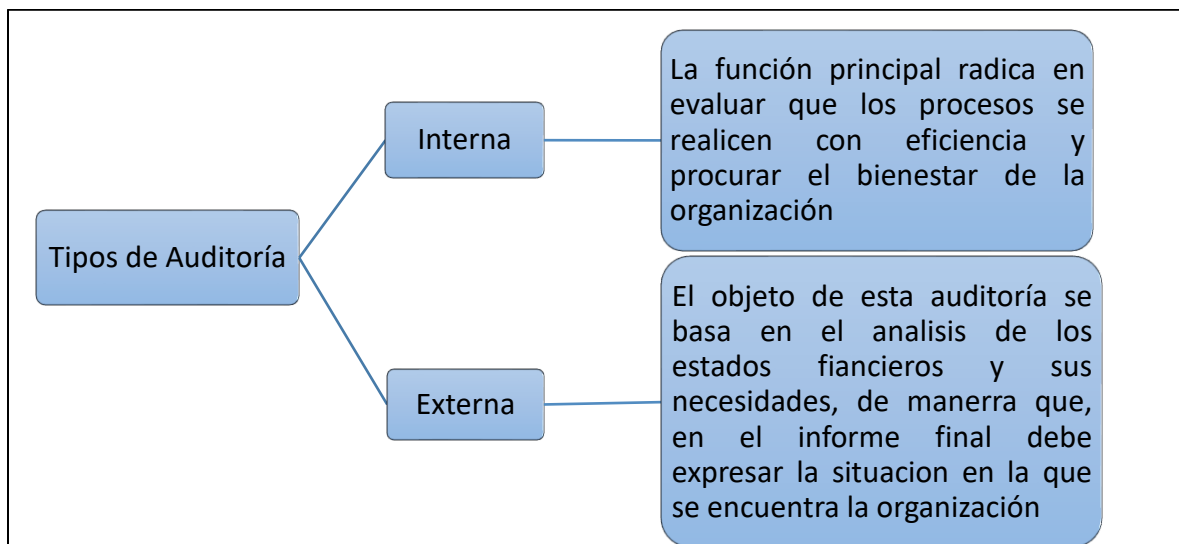 Tipos de Auditoría
Interna
La función principal radica en
evaluar que los procesos se
realicen con eficiencia y
procurar el bienestar de la
organización
Externa
El objeto de esta auditoría se
basa en el analisis de los
estados fiancieros y sus
necesidades, de manerra que,
en el informe final debe
expresar la situacion en la que
se encuentra la organización